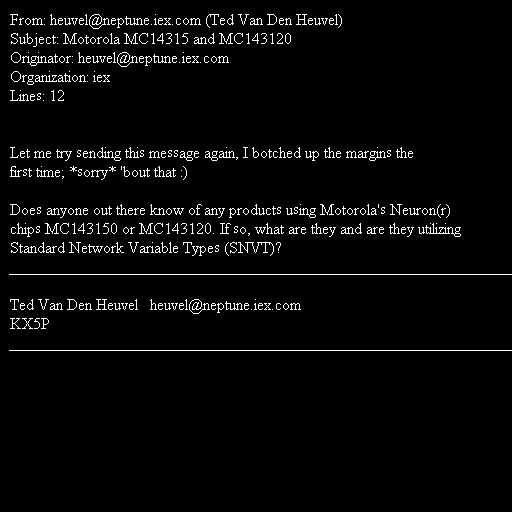 From: heuvel@neptune.iex.com (Ted Van Den Heuvel)
Subject: Motorola MC14315 and MC143120
Originator: heuvel@neptune.iex.com
Organization: iex
Lines: 12
Let me try sending this message again, I botched up the margins the
first time; *sorry* 'bout that :)
Does anyone out there know of any products using Motorola's Neuron(r)
chips MC143150 or MC143120. If so, what are they and are they utilizing
Standard Network Variable Types (SNVT)?
Ted Van Den Heuvel   heuvel@neptune.iex.com
KX5P